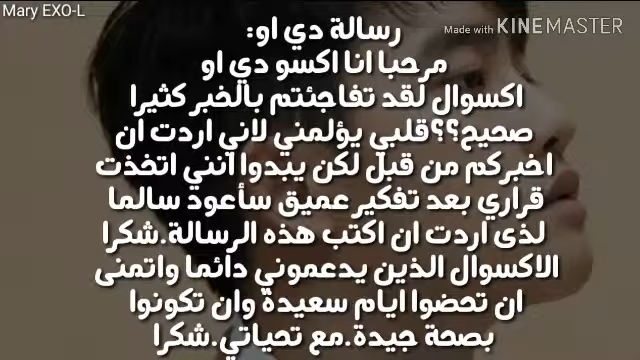 Mary EXO-L
Made with KINEMASTER
رسالة دي او:
مرحبا انا اكسو دي او
اكسوال لقد تفاجئتم بالخبر كثيرا
صحيح؟؟قلبي يؤلمني لاني اردت ان
اخبركم من قبل لكن يبدوا انني اتخذت
قراري بعد تفكير عميق سأعود سالما
لذى اردت ان اكتب هذه الرسالة.شكرا
الاكسوال الذين يدعموني دائما واتمنى
ان تحضوا ايام سعيدة وان تكونوا
بصحة جيدة.مع تحياتي.شكرا